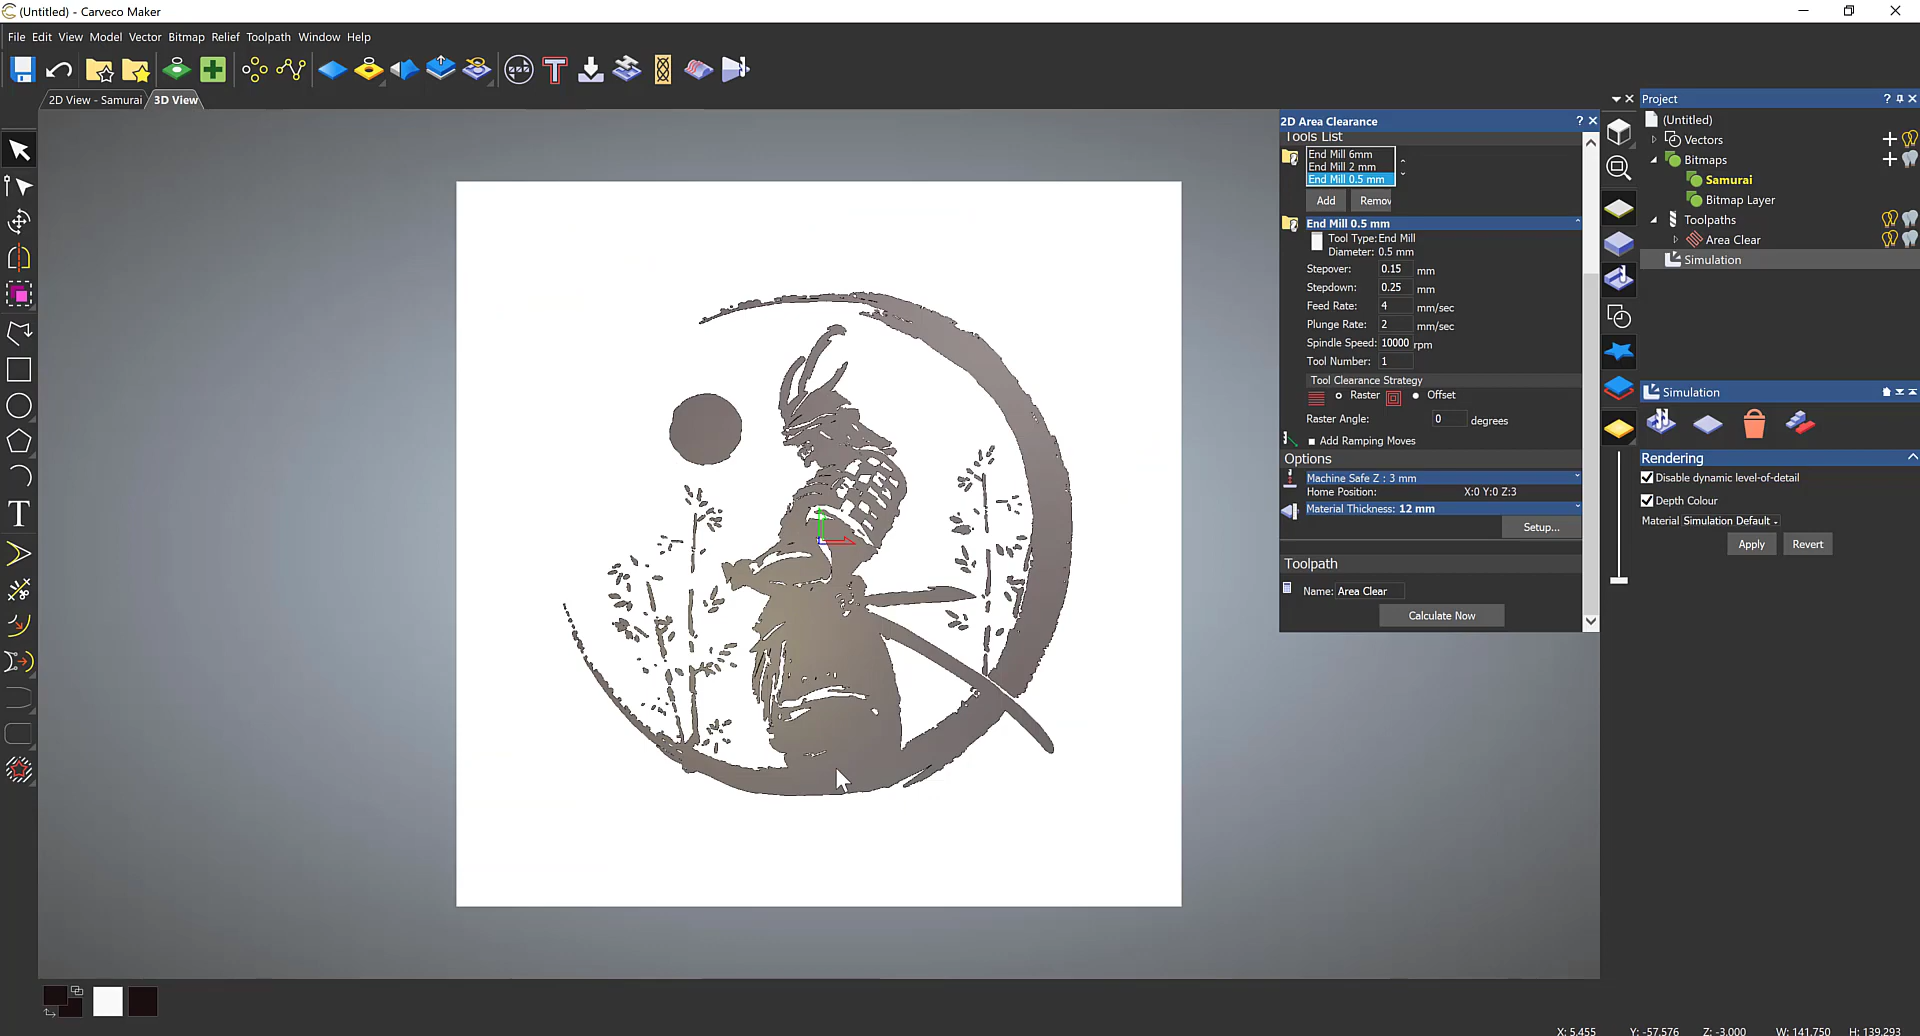 (Untitled) - Carveco Maker
File Edit View Model Vector Bitmap Relief Toolpath Window Help
2D View - Samurai 3D View
2D Area Clearance ? ×
Tools List
End Mill 6mm
End Mill 2 mm
End Mill 0.5 mm
Add Remov
End Mill 0.5 mm
Tool Type: End Mill
Diameter: 0.5 mm
Stepover: 0.15 mm
Stepdown: 0.25 mm
Feed Rate: 4 mm/sec
Plunge Rate: 2 mm/sec
Spindle Speed: 10000 rpm
Tool Number: 1
Tool Clearance Strategy
Raster Offset
Raster Angle: 0 degrees
Add Ramping Moves
Options
Machine Safe Z : 3 mm
Home Position: X:0 Y:0 Z:3
Material Thickness: 12 mm
Setup...
Toolpath
Name: Area Clear
Calculate Now
Project
(Untitled)
Vectors
Bitmaps
Samurai
Bitmap Layer
Toolpaths
Area Clear
Simulation
Simulation
Rendering
Disable dynamic level-of-detail
Depth Colour
Material Simulation Default
Apply Revert
X: 5.455 Y: -57.576 Z: -3.000 W: 141.750 H: 139.293